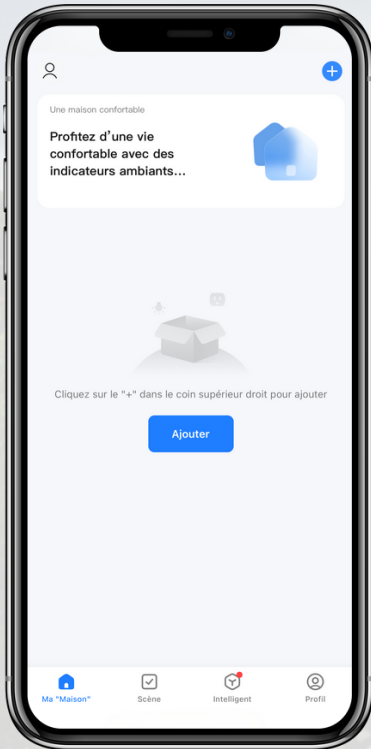 Une maison confortable
Profitez d'une vie
confortable avec des
indicateurs ambiants...
Cliquez sur le "+" dans le coin supérieur droit pour ajouter
Ajouter
Ma "Maison"
Scène
Intelligent
Profil